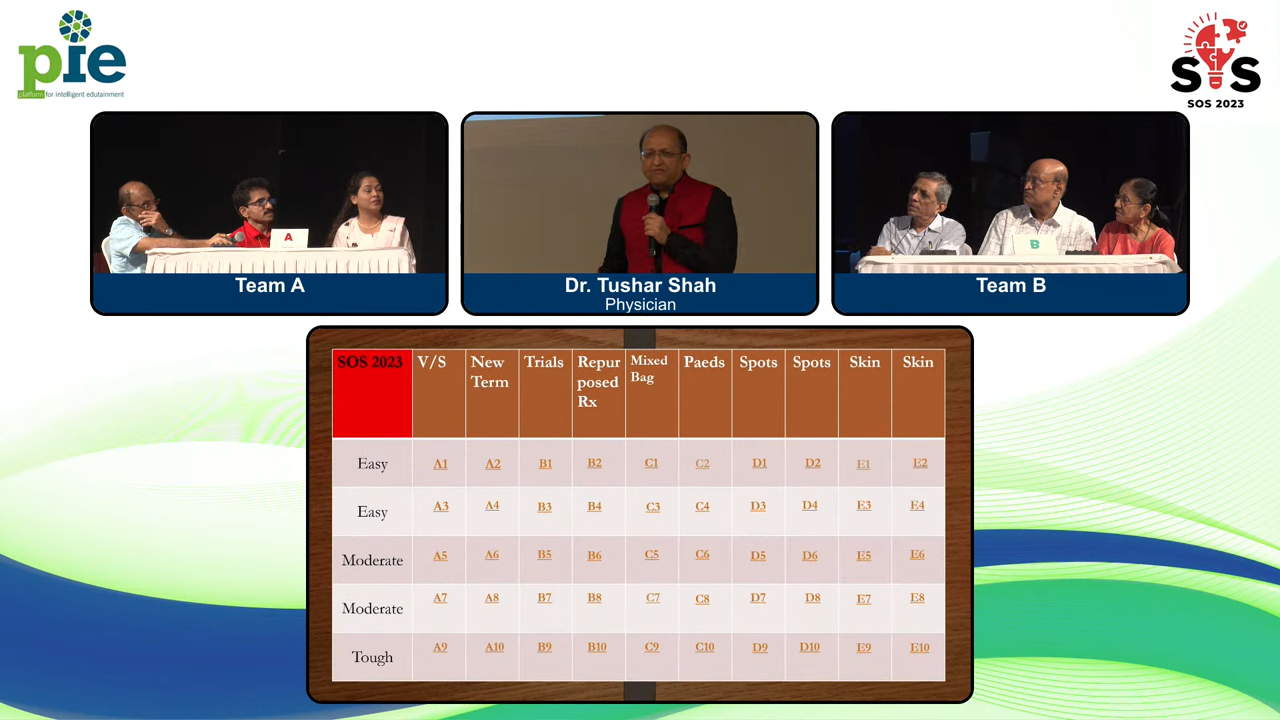 pie
platform for intelligent edutainment
SOS
SOS 2023
A
B
Team A
Dr. Tushar Shah
Physician
Team B
SOS 2023 V/S New Term Trials Repur posed Rx Mixed Bag Paeds Spots Spots Skin Skin
Easy A1 A2 B1 B2 C1 C2 D1 D2 E1 E2
Easy A3 A4 B3 B4 C3 C4 D3 D4 E3 E4
Moderate A5 A6 B5 B6 C5 C6 D5 D6 E5 E6
Moderate A7 A8 B7 B8 C7 C8 D7 D8 E7 E8
Tough A9 A10 B9 B10 C9 C10 D9 D10 E9 E10